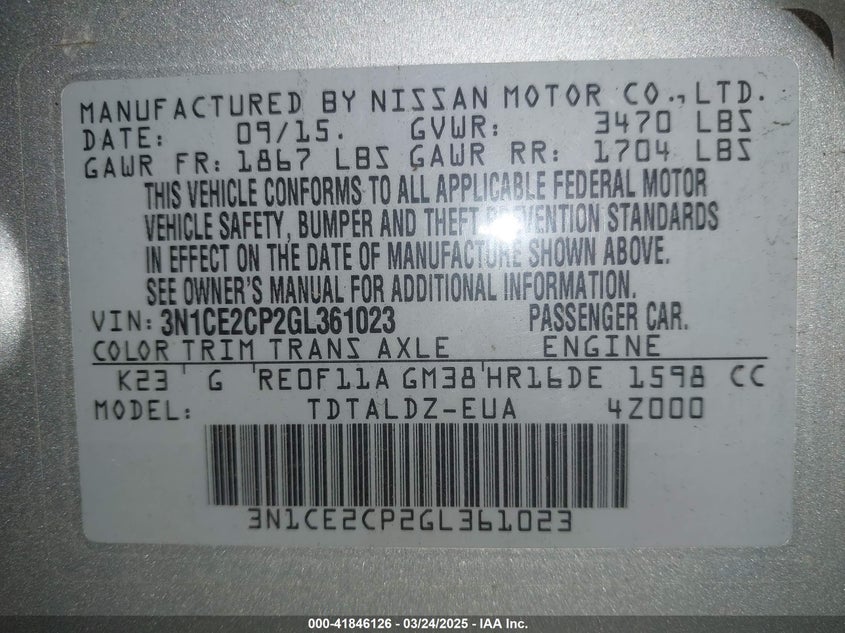 MANUFACTURED BY NISSAN MOTOR CO.,LTD.
DATE: 09/15. GVWR: 3470 LBS
GAWR FR: 1867 LBS GAWR RR: 1704 LBS
THIS VEHICLE CONFORMS TO ALL APPLICABLE FEDERAL MOTOR
VEHICLE SAFETY, BUMPER AND THEFT PREVENTION STANDARDS
IN EFFECT ON THE DATE OF MANUFACTURE SHOWN ABOVE.
SEE OWNER'S MANUAL FOR ADDITIONAL INFORMATION.
VIN: 3N1CE2CP2GL361023 PASSENGER CAR.
COLOR TRIM TRANS AXLE ENGINE
K23 G RE0F11A GM38 HR16DE 1598 CC
MODEL: TDTALDZ-EUA 4Z000
3N1CE2CP2GL361023
000-41846126 - 03/24/2025 - IAA Inc.